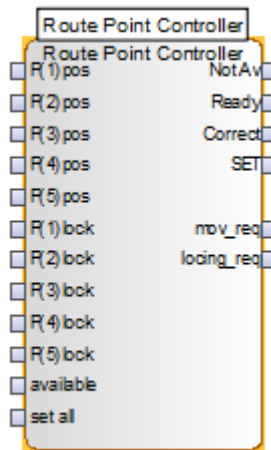 Route Point Controller
Route Point Controller
P(1)pos
NotAv
P(2)pos
Ready
P(3)pos
Correct
P(4)pos
SET
P(5)pos
P(1)lock
mov_req
P(2)lock
locing_req
P(3)lock
P(4)lock
P(5)lock
available
set all